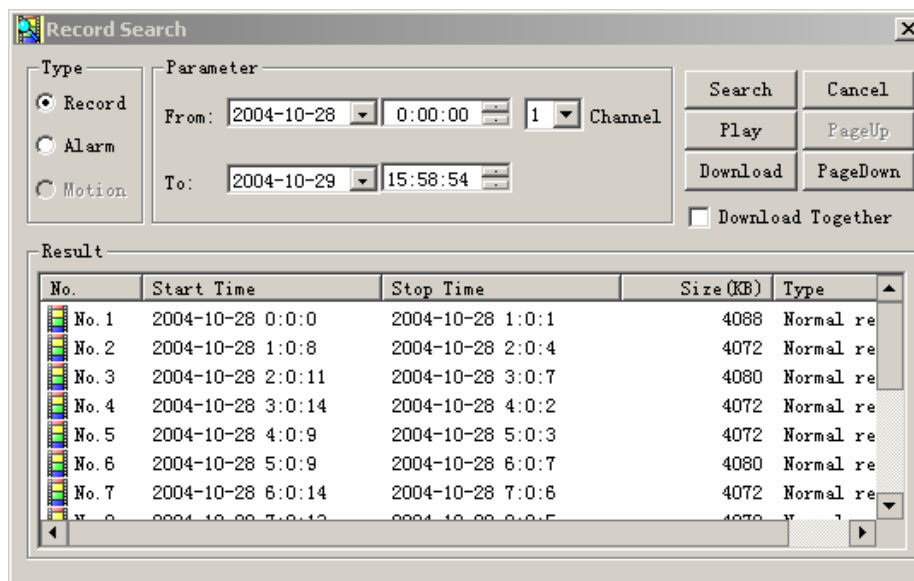 Record Search
Type
Record
Alarm
Motion
Parameter
From: 2004-10-28 0:00:00 1 Channel
To: 2004-10-29 15:58:54
Search Cancel
Play PageUp
Download PageDown
Download Together
Result
No. Start Time Stop Time Size(KB) Type
No.1 2004-10-28 0:0:0 2004-10-28 1:0:1 4088 Normal re
No.2 2004-10-28 1:0:8 2004-10-28 2:0:4 4072 Normal re
No.3 2004-10-28 2:0:11 2004-10-28 3:0:7 4080 Normal re
No.4 2004-10-28 3:0:14 2004-10-28 4:0:2 4072 Normal re
No.5 2004-10-28 4:0:9 2004-10-28 5:0:3 4072 Normal re
No.6 2004-10-28 5:0:9 2004-10-28 6:0:7 4080 Normal re
No.7 2004-10-28 6:0:14 2004-10-28 7:0:6 4072 Normal re